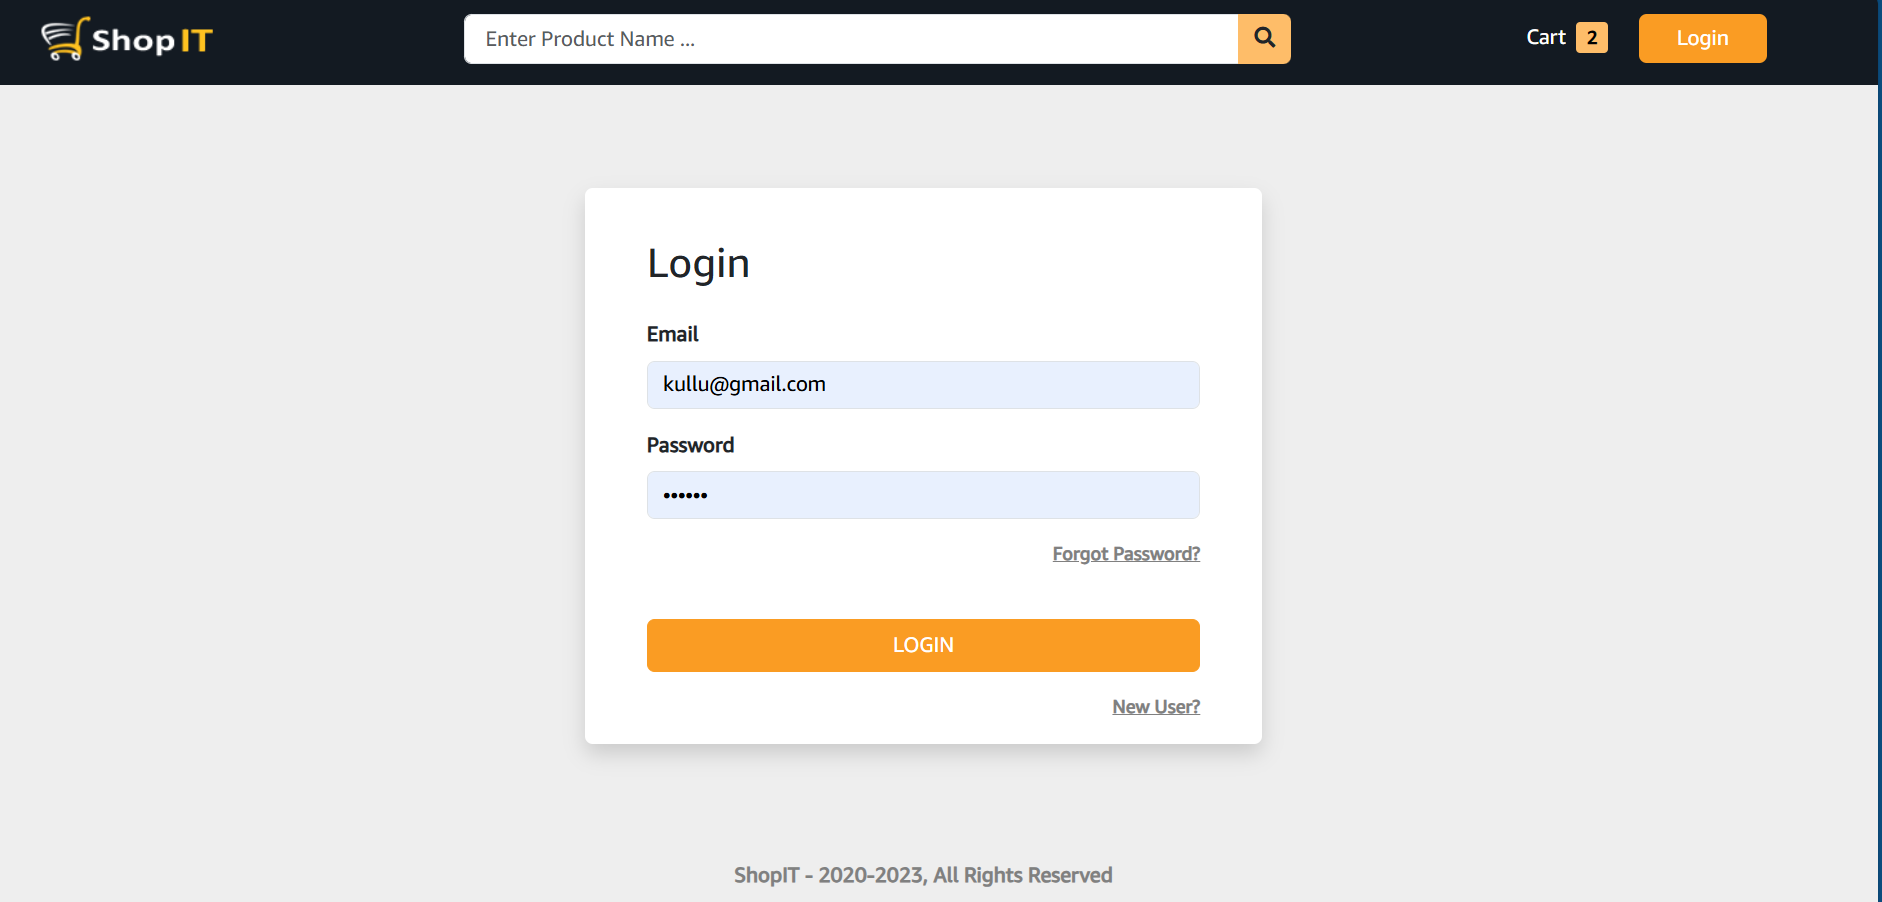 Shop IT
Enter Product Name ...
Cart 2
Login
Login
Email
kullu@gmail.com
Password
••••••
Forgot Password?
LOGIN
New User?
ShopIT - 2020-2023, All Rights Reserved